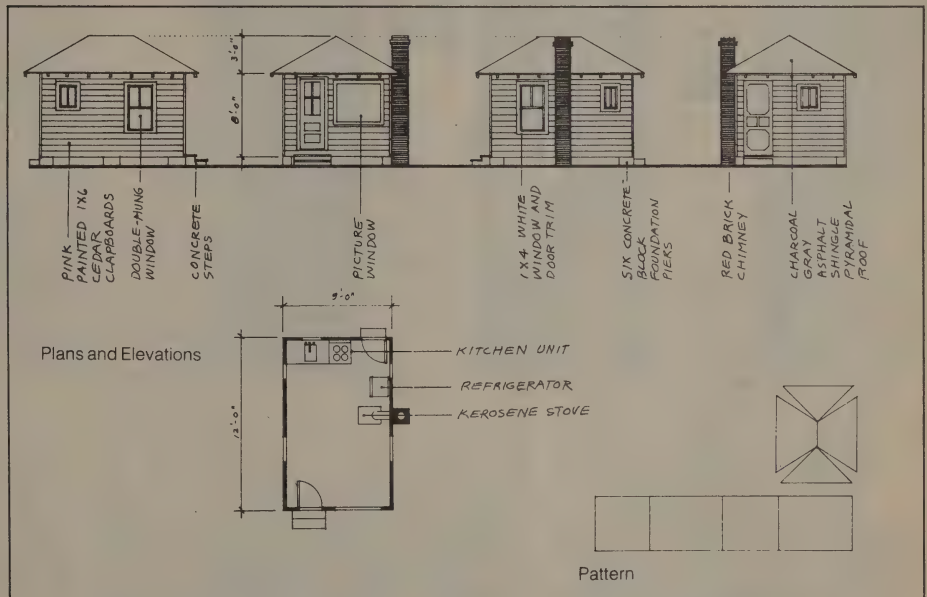 3'-0"
8'-0"
PINK
PAINTED 1X6
CEDAR
CLAPBOARDS
DOUBLE-HUNG
WINDOW
CONCRETE
STEPS
PICTURE
WINDOW
1X4 WHITE
WINDOW AND
DOOR TRIM
SIX CONCRETE-
BLOCK
FOUNDATION
PIERS
RED BRICK
CHIMNEY
CHARCOAL
GRAY
ASPHALT
SHINGLE
PYRAMIDAL
ROOF
Plans and Elevations
9'-0"
12'-0"
KITCHEN UNIT
REFRIGERATOR
KEROSENE STOVE
Pattern